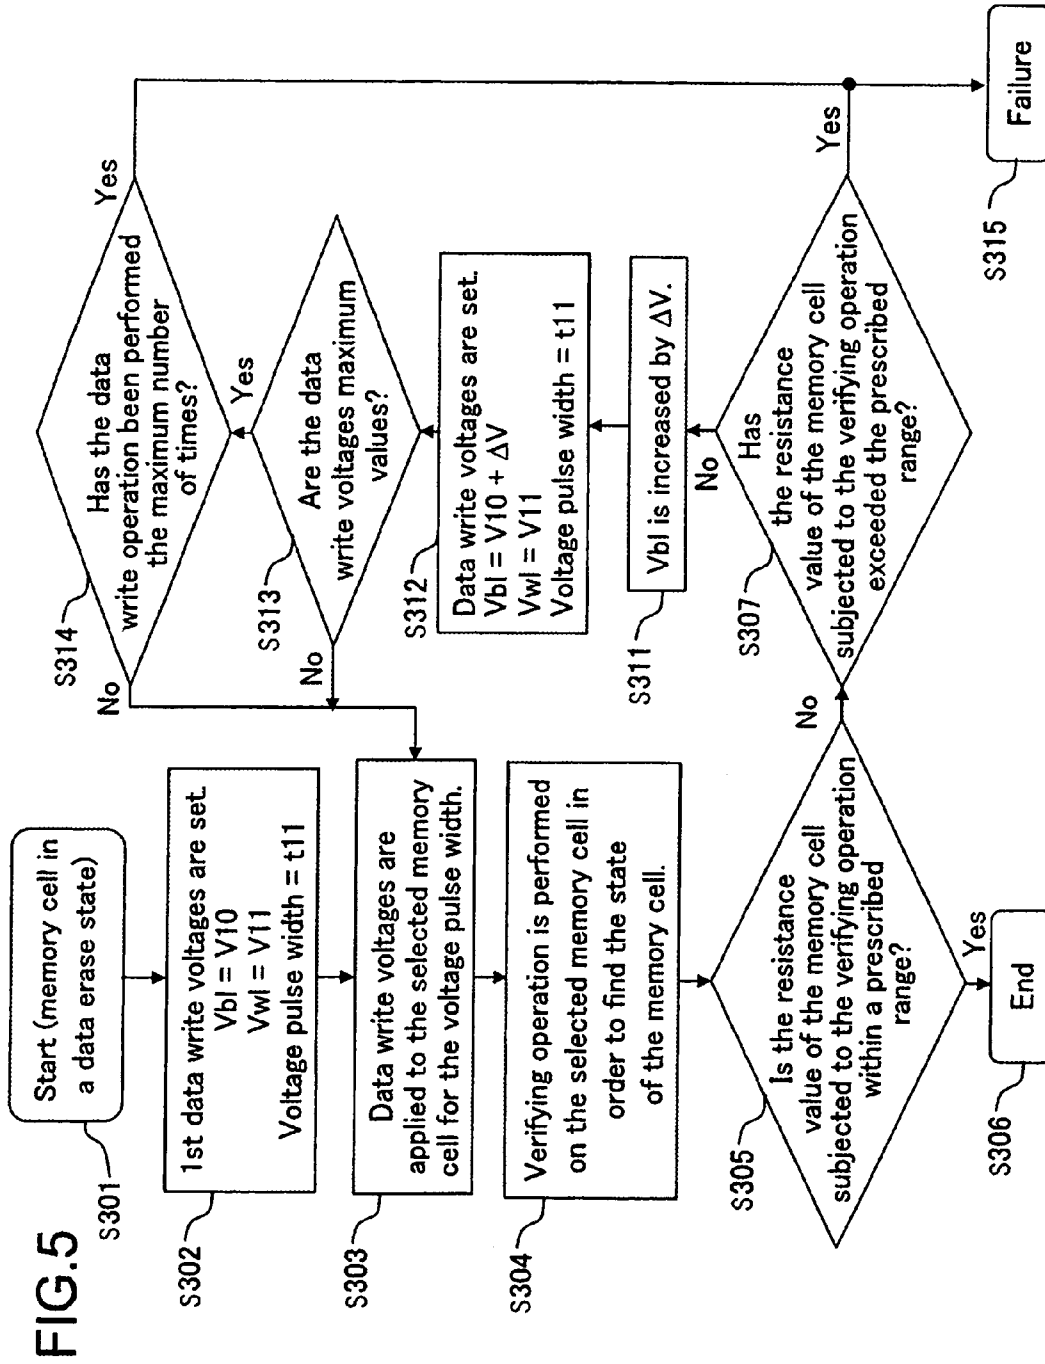 FIG.5
Start (memory cell in
a data erase state)
S301
1st data write voltages are set.
Vbl = V10
Vwl = V11
Voltage pulse width = t11
S302
Data write voltages are
applied to the selected memory
cell for the voltage pulse width.
S303
Verifying operation is performed
on the selected memory cell in
order to find the state
of the memory cell.
S304
Is the resistance
value of the memory cell
subjected to the verifying operation
within a prescribed
range?
S305
Yes
No
End
S306
Has
the resistance
value of the memory cell
subjected to the verifying operation
exceeded the prescribed
range?
S307
No
Yes
Vbl is increased by ΔV.
S311
Data write voltages are set.
Vbl = V10 + ΔV
Vwl = V11
Voltage pulse width = t11
S312
Are the data
write voltages maximum
values?
S313
No
Yes
Has the data
write operation been performed
the maximum number
of times?
S314
No
Yes
Failure
S315